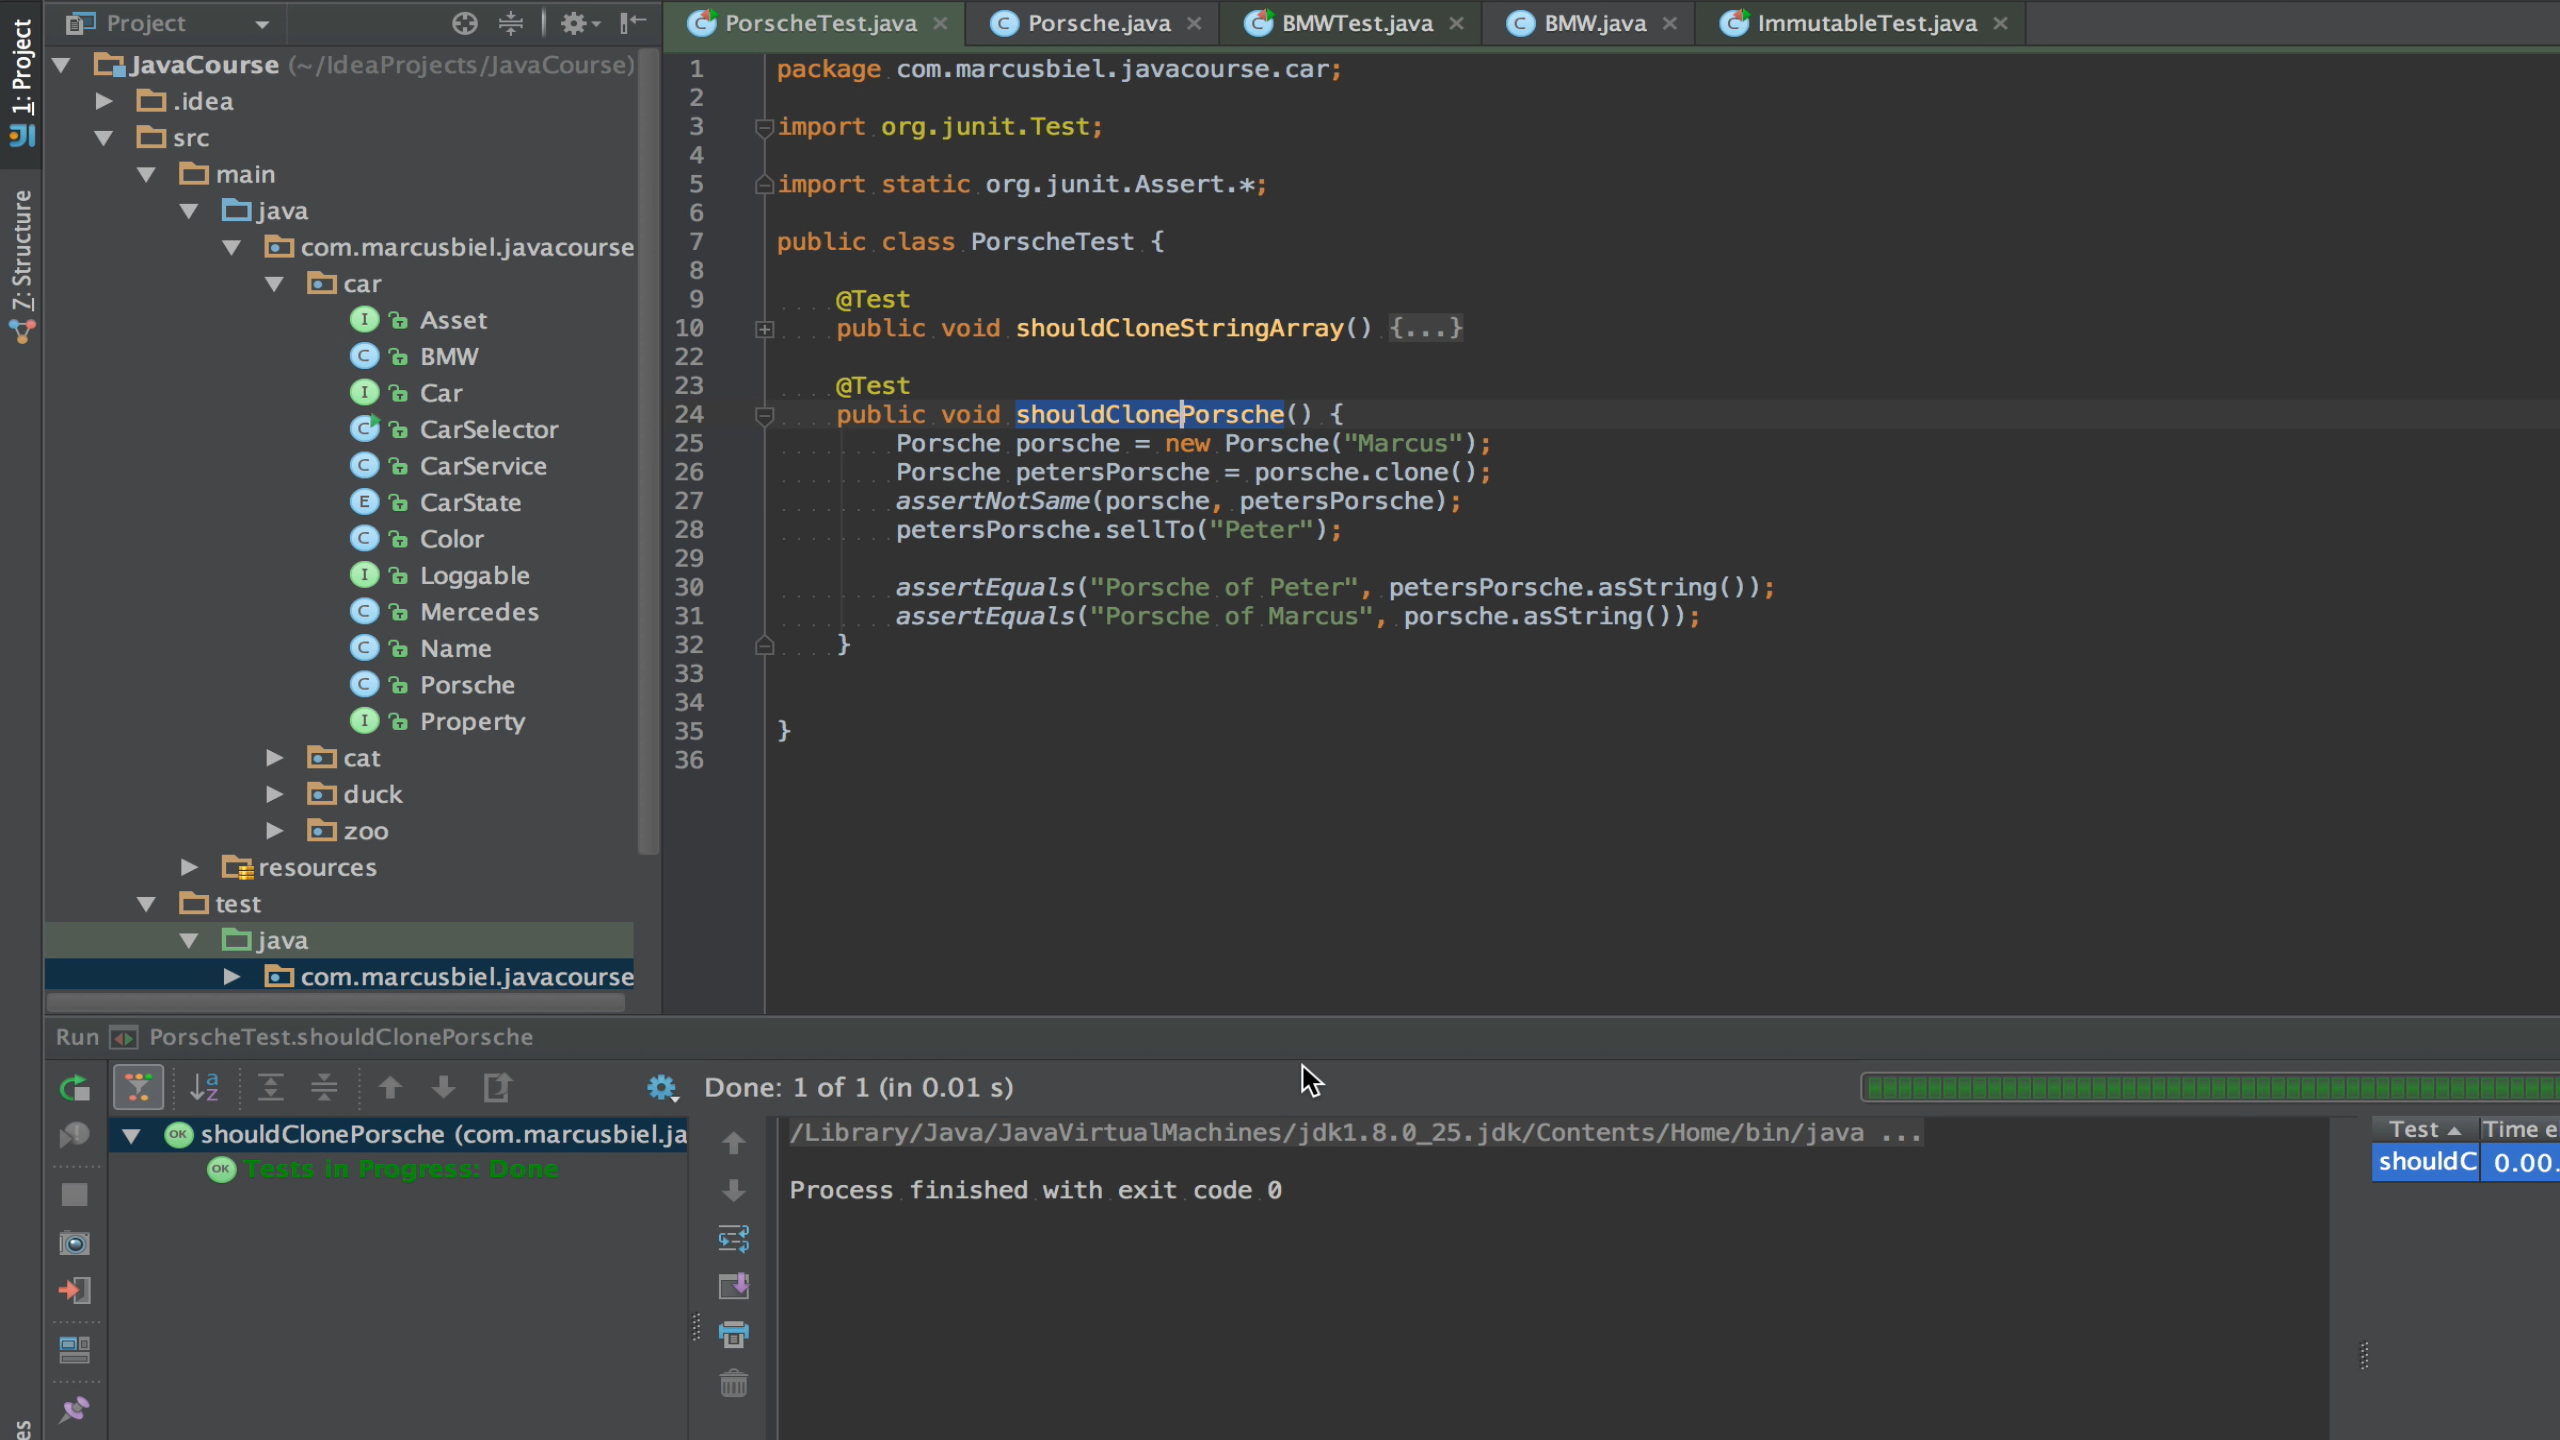 1: Project
Z: Structure
es
Project
JavaCourse (~/IdeaProjects/JavaCourse)
.idea
src
main
java
com.marcusbiel.javacourse
car
Asset
BMW
Car
CarSelector
CarService
CarState
Color
Loggable
Mercedes
Name
Porsche
Property
cat
duck
zoo
resources
test
java
com.marcusbiel.javacourse
PorscheTest.java Porsche.java BMWTest.java BMW.java ImmutableTest.java
1 package com.marcusbiel.javacourse.car;
2
3 import org.junit.Test;
4
5 import static org.junit.Assert.*;
6
7 public class PorscheTest {
8
9 @Test
10 public void shouldCloneStringArray() {...}
22
23 @Test
24 public void shouldClonePorsche() {
25 Porsche porsche = new Porsche("Marcus");
26 Porsche petersPorsche = porsche.clone();
27 assertNotSame(porsche, petersPorsche);
28 petersPorsche.sellTo("Peter");
29
30 assertEquals("Porsche of Peter", petersPorsche.asString());
31 assertEquals("Porsche of Marcus", porsche.asString());
32 }
33
34
35 }
36
Run PorscheTest.shouldClonePorsche
Done: 1 of 1 (in 0.01 s)
OK shouldClonePorsche (com.marcusbiel.ja
OK Tests in Progress: Done
/Library/Java/JavaVirtualMachines/jdk1.8.0_25.jdk/Contents/Home/bin/java ...
Process finished with exit code 0
Test Time e
shouldC 0.00.